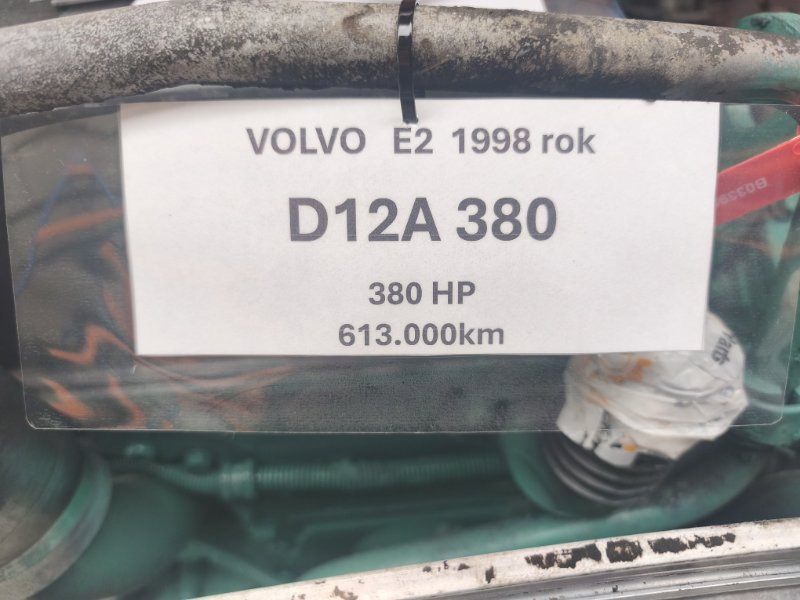 VOLVO E2 1998 rok
D12A 380
380 HP
613.000km